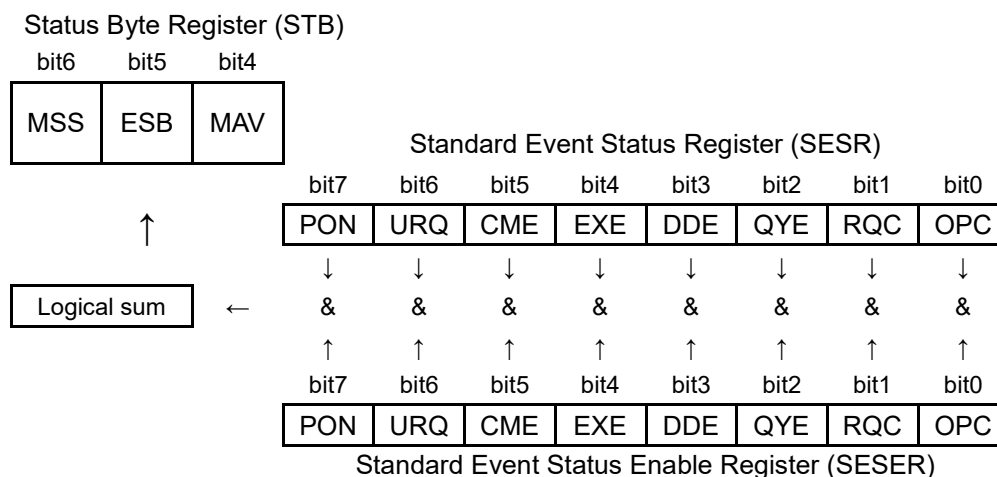 Status Byte Register (STB)
bit6 bit5 bit4
MSS ESB MAV
Standard Event Status Register (SESR)
bit7 bit6 bit5 bit4 bit3 bit2 bit1 bit0
PON URQ CME EXE DDE QYE RQC OPC
↑
↓ ↓ ↓ ↓ ↓ ↓ ↓ ↓
Logical sum ← & & & & & & & &
↑ ↑ ↑ ↑ ↑ ↑ ↑ ↑
bit7 bit6 bit5 bit4 bit3 bit2 bit1 bit0
PON URQ CME EXE DDE QYE RQC OPC
Standard Event Status Enable Register (SESER)